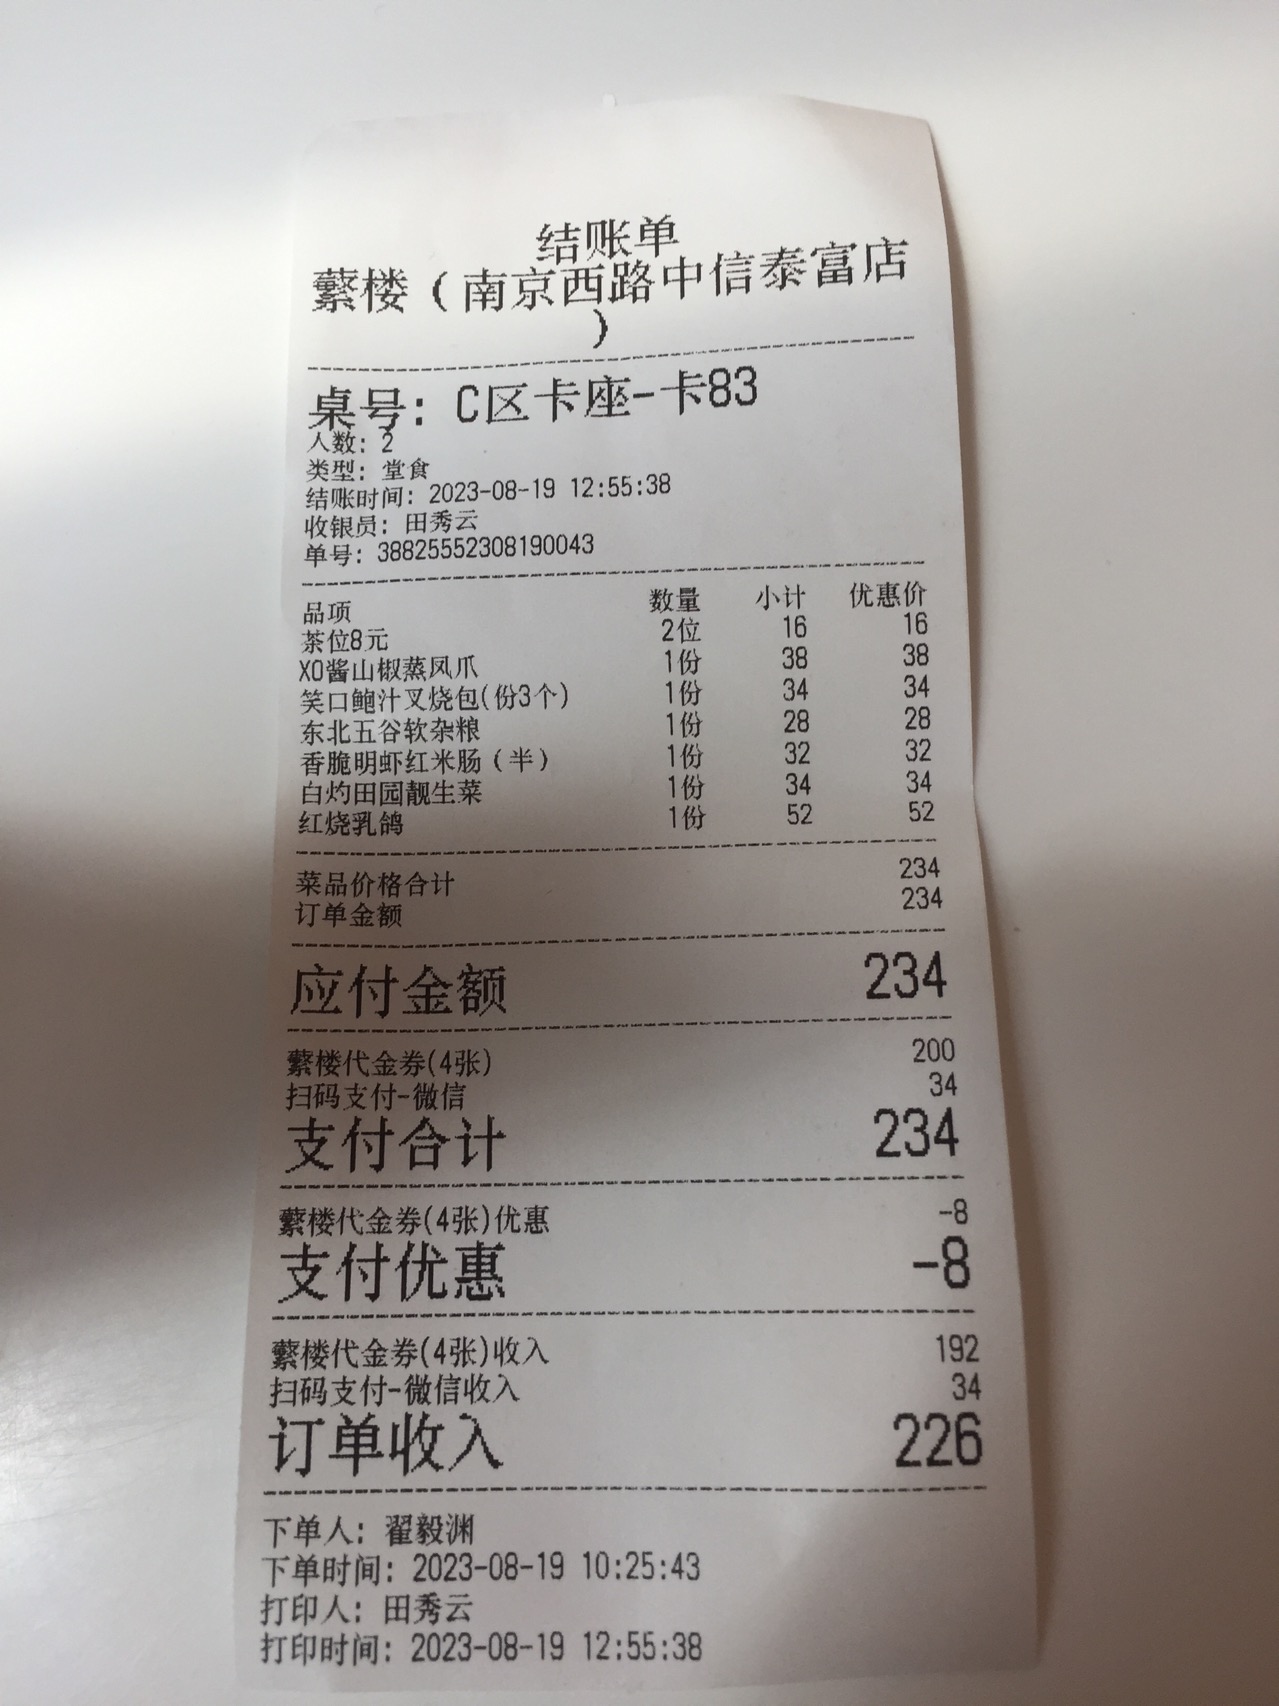 结账单
蘩楼（南京西路中信泰富店
）
桌号：C区卡座-卡83
人数：2
类型：堂食
结账时间：2023-08-19 12:55:38
收银员：田秀云
单号：38825552308190043
品项 数量 小计 优惠价
茶位8元 2位 16 16
XO酱山椒蒸凤爪 1份 38 38
笑口鲍汁叉烧包(份3个) 1份 34 34
东北五谷软杂粮 1份 28 28
香脆明虾红米肠（半） 1份 32 32
白灼田园靓生菜 1份 34 34
红烧乳鸽 1份 52 52
菜品价格合计 234
订单金额 234
应付金额 234
蘩楼代金券(4张) 200
扫码支付-微信 34
支付合计 234
蘩楼代金券(4张)优惠 -8
支付优惠 -8
蘩楼代金券(4张)收入 192
扫码支付-微信收入 34
订单收入 226
下单人：翟毅渊
下单时间：2023-08-19 10:25:43
打印人：田秀云
打印时间：2023-08-19 12:55:38